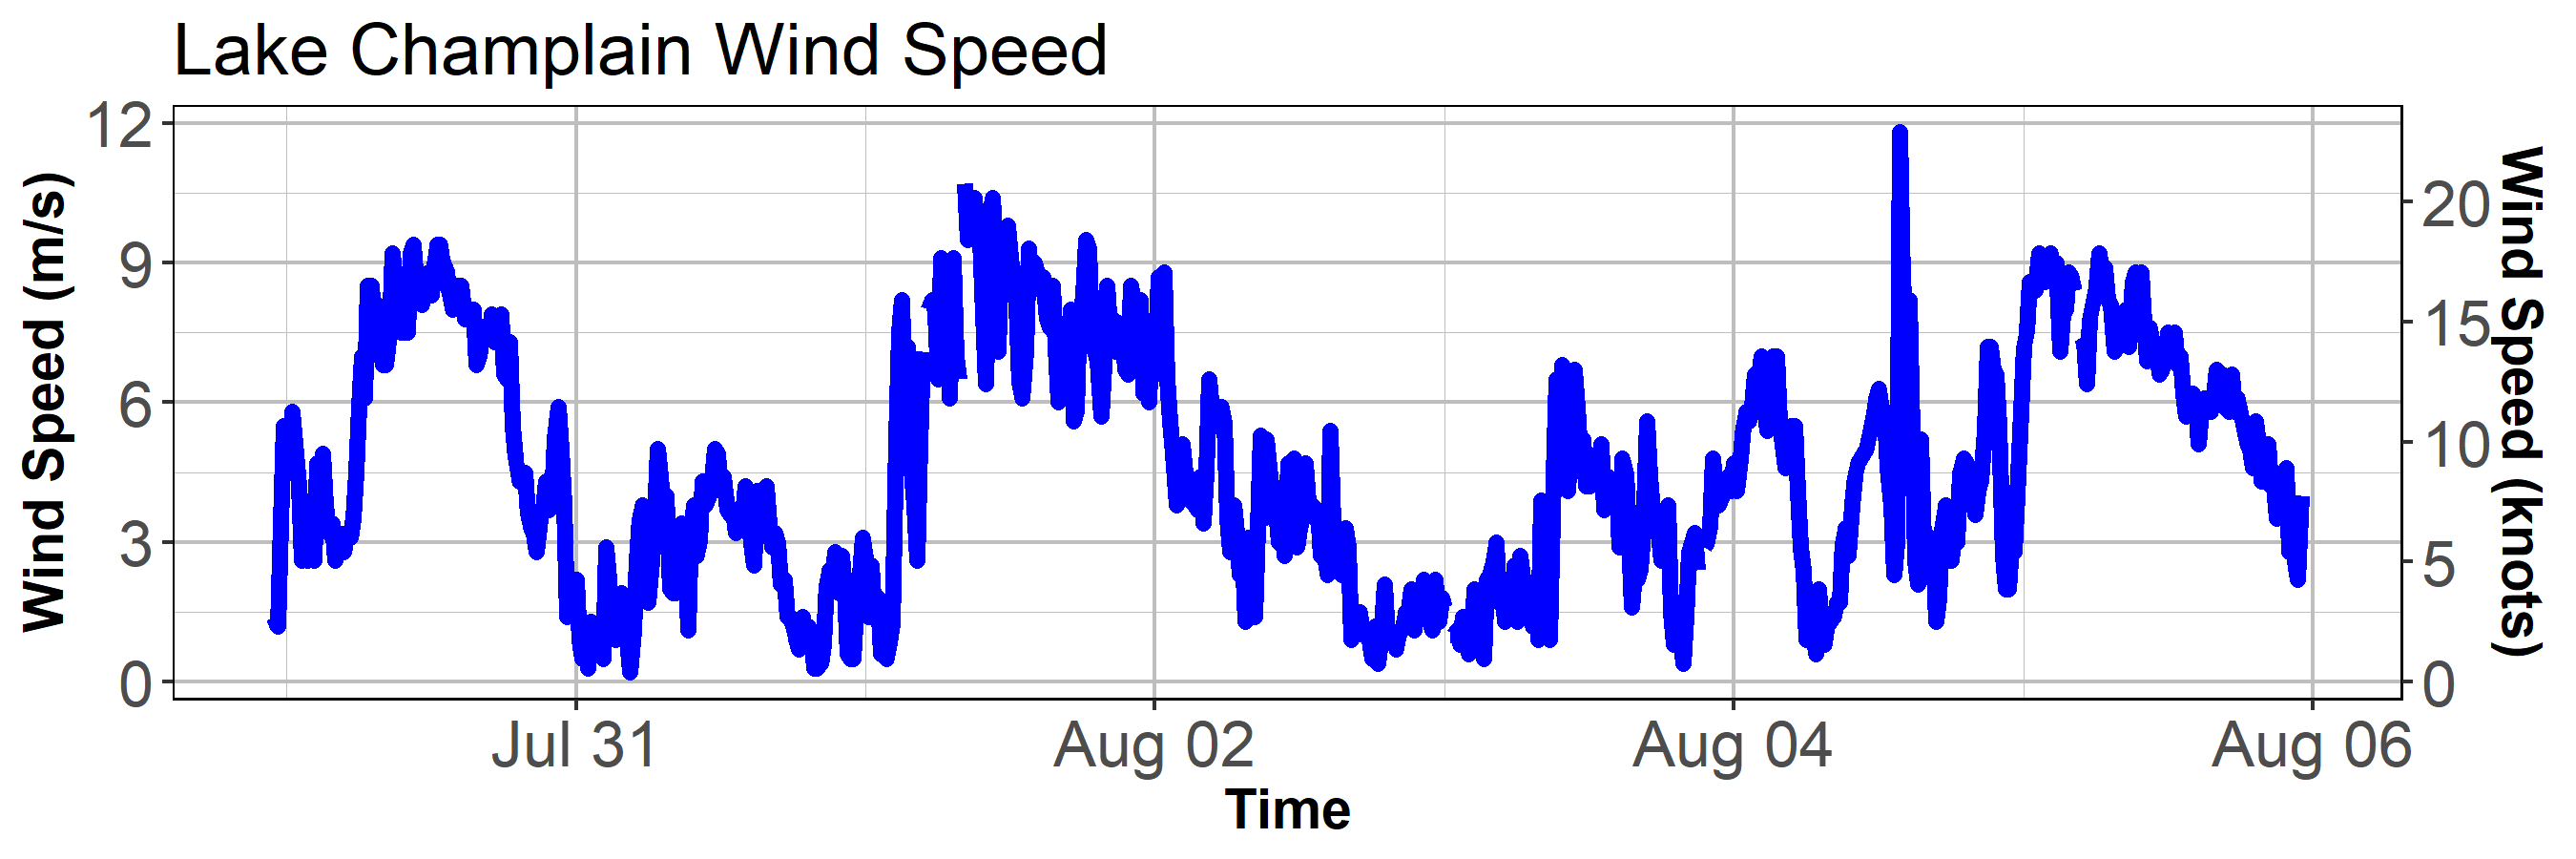 Lake Champlain Wind Speed
Wind Speed (m/s)
12
9
6
3
0
Wind Speed (knots)
20
15
10
5
0
Jul 31
Aug 02
Aug 04
Aug 06
Time